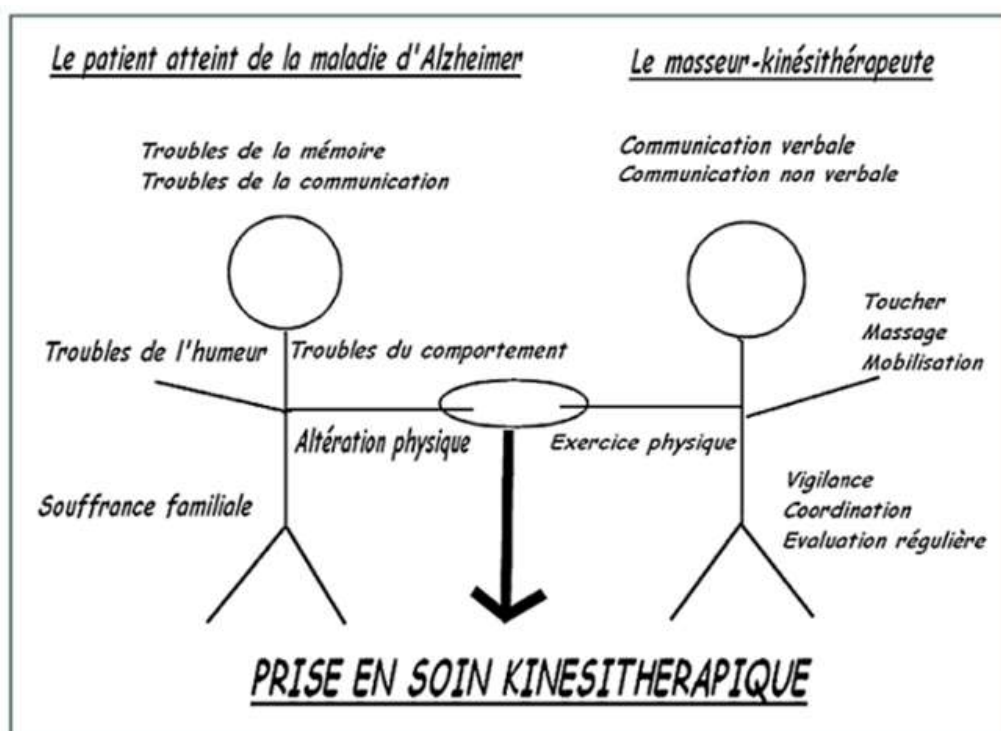 Le patient atteint de la maladie d'Alzheimer
Le masseur-kinésithérapeute
Troubles de la mémoire
Troubles de la communication
Communication verbale
Communication non verbale
Troubles de l'humeur
Troubles du comportement
Toucher
Massage
Mobilisation
Altération physique
Exercice physique
Souffrance familiale
Vigilance
Coordination
Evaluation régulière
PRISE EN SOIN KINESITHERAPIQUE